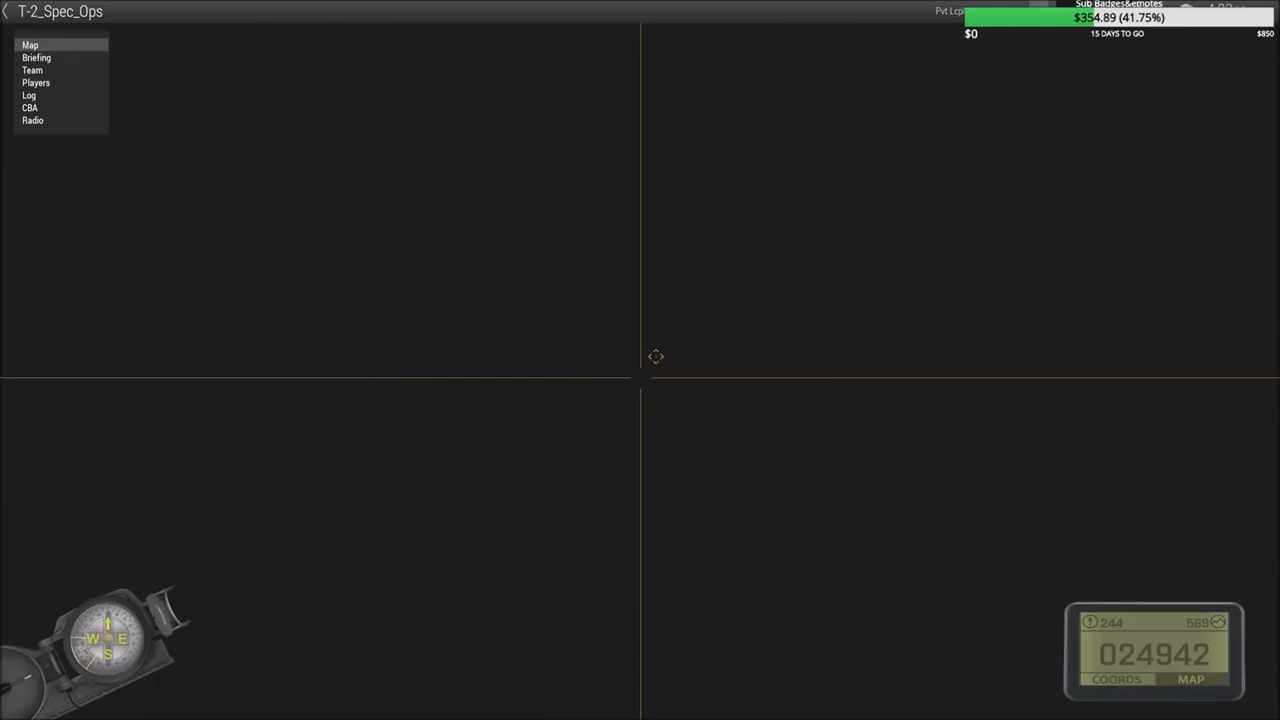 T-2_Spec_Ops
Pvt Lcpl
Sub Badges&emotes
$354.89 (41.75%)
$0
15 DAYS TO GO
$850
Map
Briefing
Team
Players
Log
CBA
Radio
W E
S
244
569
024942
COORDS
MAP